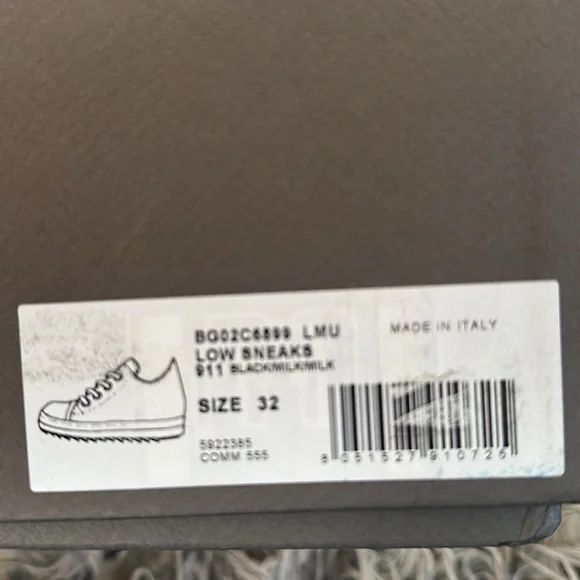 BG02C6899 LMU
LOW SNEAKS
911 BLACK/MILK/MILK
SIZE 32
5922385
COMM 555
MADE IN ITALY
8 051527 910725